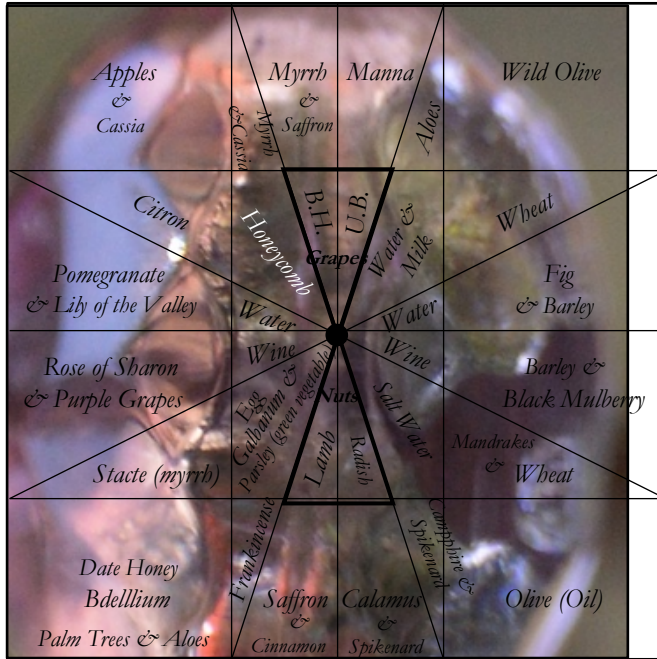 Apples
&
Cassia
Myrrh
& Cassia
Myrrh
&
Saffron
Manna
Aloes
Wild Olive
Citron
Honeycomb
B.H.
U.B.
Grapes
Water &
Milk
Wheat
Pomegranate
& Lily of the Valley
Fig
& Barley
Water
Water
Wine
Wine
Rose of Sharon
& Purple Grapes
Egg
Galbanum &
Parsley (green vegetable)
Nuts
Lamb
Radish
Salt Water
Barley &
Black Mulberry
Mandrakes
&
Wheat
Stacte (myrrh)
Frankincense
Campphire &
Spikenard
Date Honey
Bdelllium
Palm Trees & Aloes
Saffron
&
Cinnamon
Calamus
&
Spikenard
Olive (Oil)